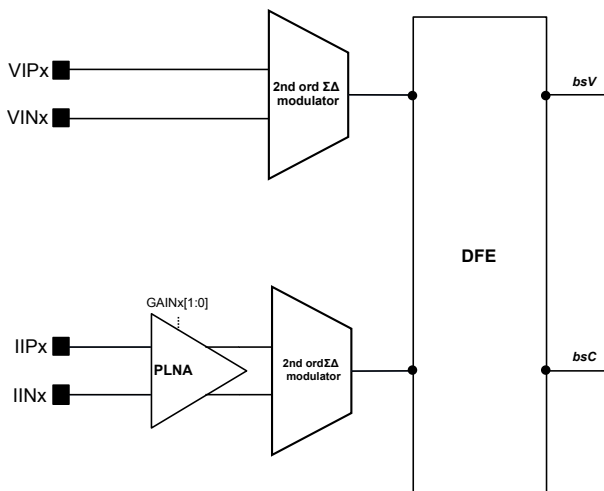 VIPx
VINx
2nd ord ΣΔ
modulator
bsV
DFE
GAINx[1:0]
IIPx
IINx
PLNA
2nd ordΣΔ
modulator
bsC